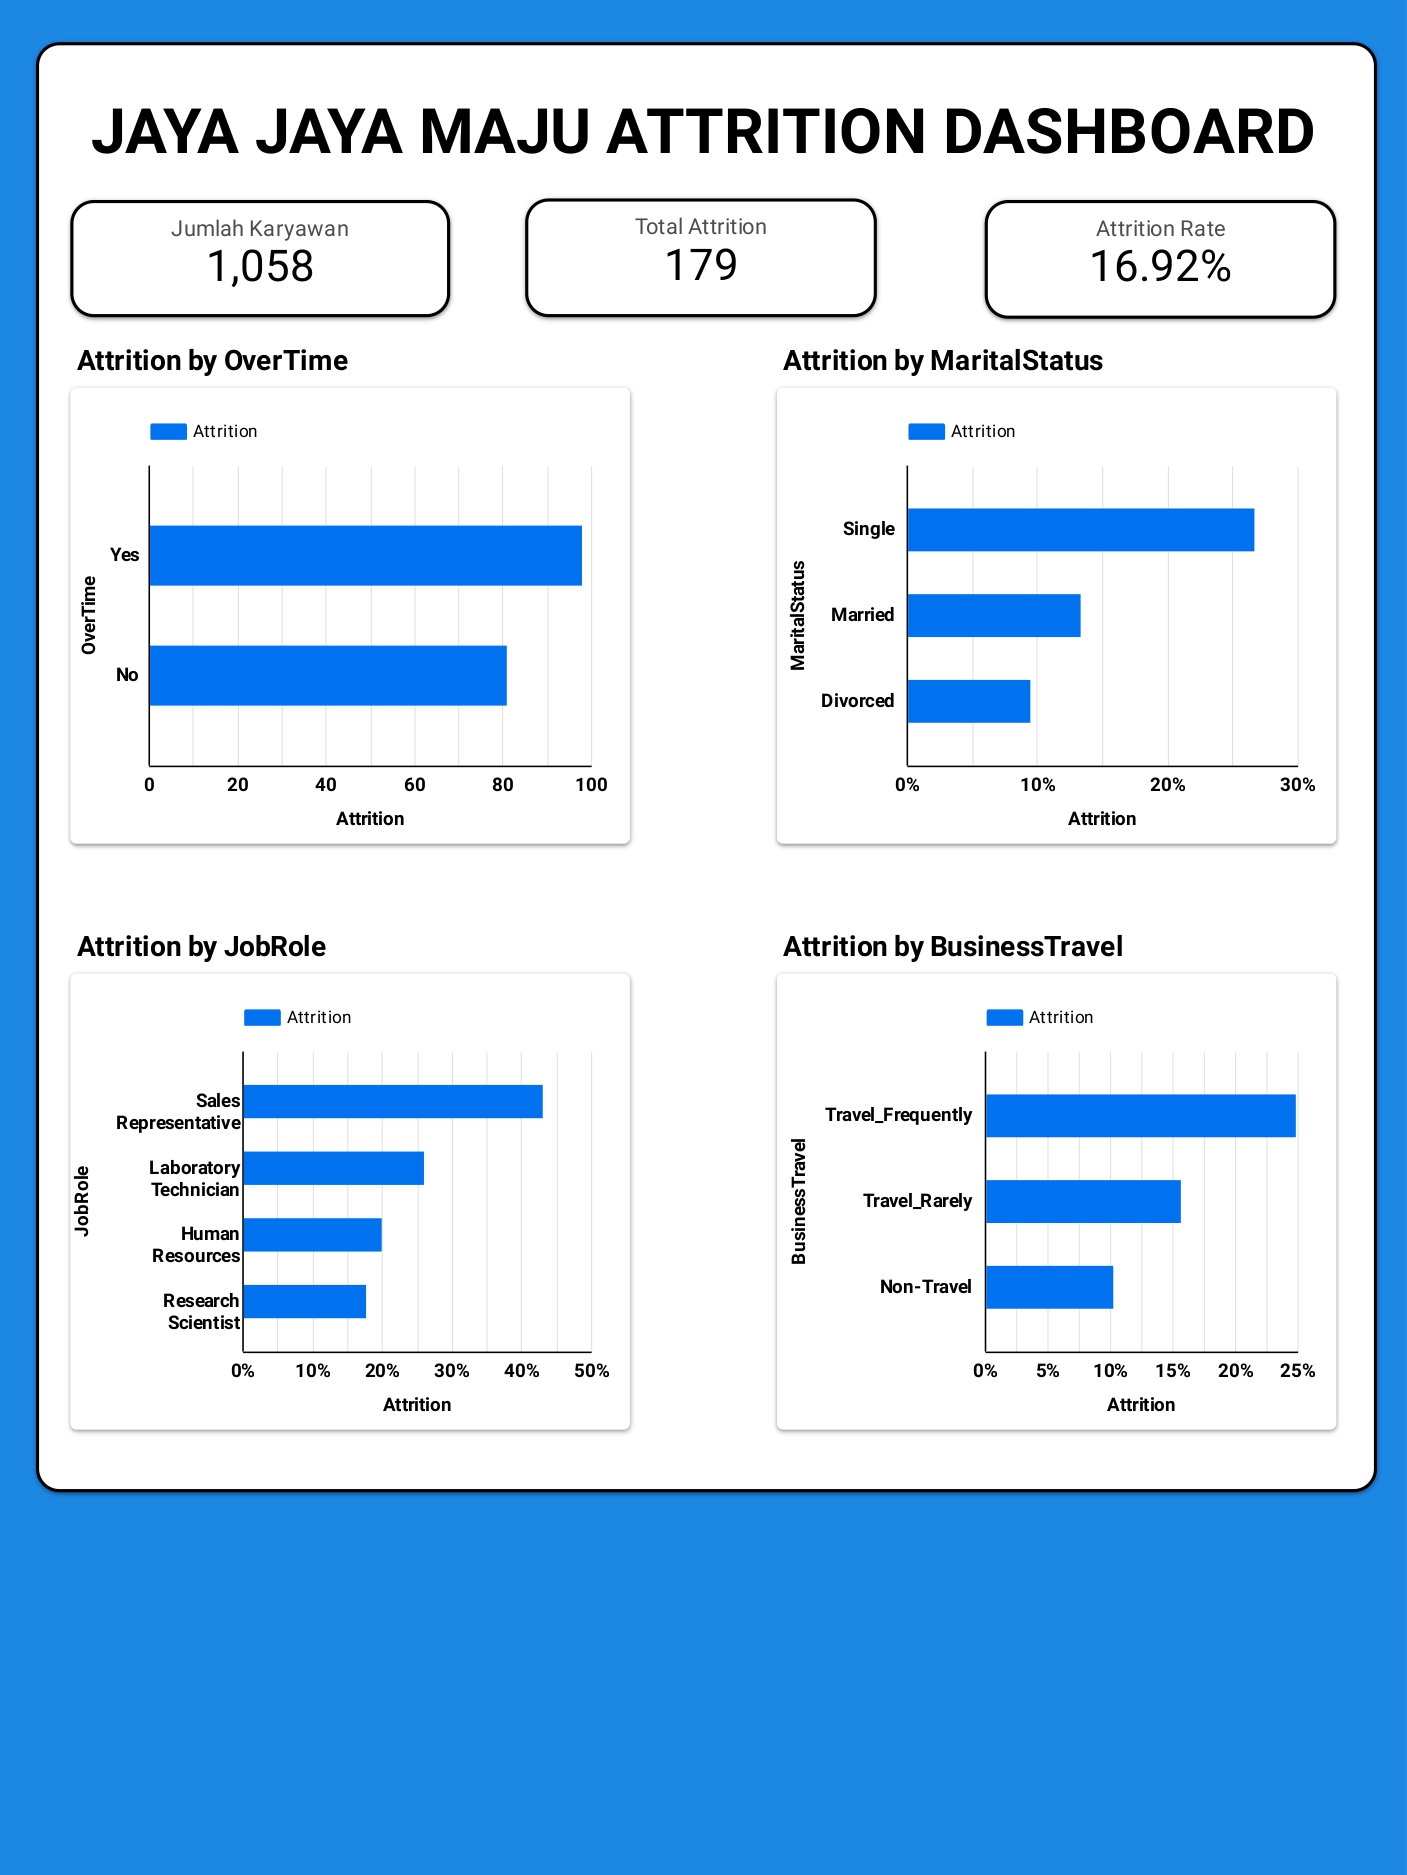 JAYA JAYA MAJU ATTRITION DASHBOARD
Jumlah Karyawan
1,058
Total Attrition
179
Attrition Rate
16.92%
Attrition by OverTime
Attrition
OverTime
Yes
No
0 20 40 60 80 100
Attrition
Attrition by MaritalStatus
Attrition
MaritalStatus
Single
Married
Divorced
0% 10% 20% 30%
Attrition
Attrition by JobRole
Attrition
JobRole
Sales
Representative
Laboratory
Technician
Human
Resources
Research
Scientist
0% 10% 20% 30% 40% 50%
Attrition
Attrition by BusinessTravel
Attrition
BusinessTravel
Travel_Frequently
Travel_Rarely
Non-Travel
0% 5% 10% 15% 20% 25%
Attrition